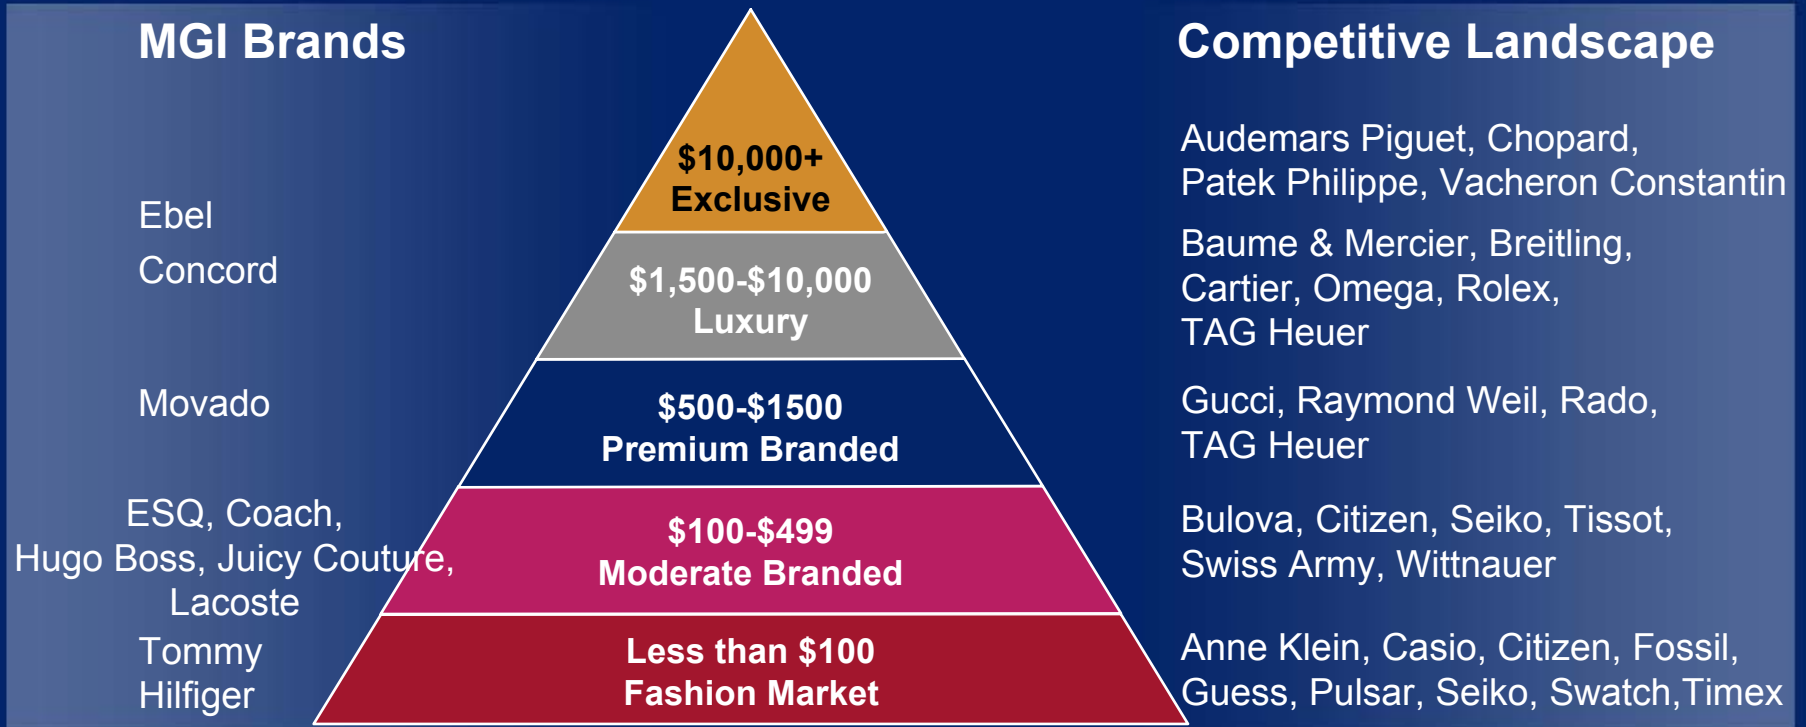 MGI Brands
Ebel
Concord
Movado
ESQ, Coach,
Hugo Boss, Juicy Couture,
Lacoste
Tommy
Hilfiger
$10,000+
Exclusive
$1,500-$10,000
Luxury
$500-$1500
Premium Branded
$100-$499
Moderate Branded
Less than $100
Fashion Market
Competitive Landscape
Audemars Piguet, Chopard,
Patek Philippe, Vacheron Constantin
Baume & Mercier, Breitling,
Cartier, Omega, Rolex,
TAG Heuer
Gucci, Raymond Weil, Rado,
TAG Heuer
Bulova, Citizen, Seiko, Tissot,
Swiss Army, Wittnauer
Anne Klein, Casio, Citizen, Fossil,
Guess, Pulsar, Seiko, Swatch,Timex